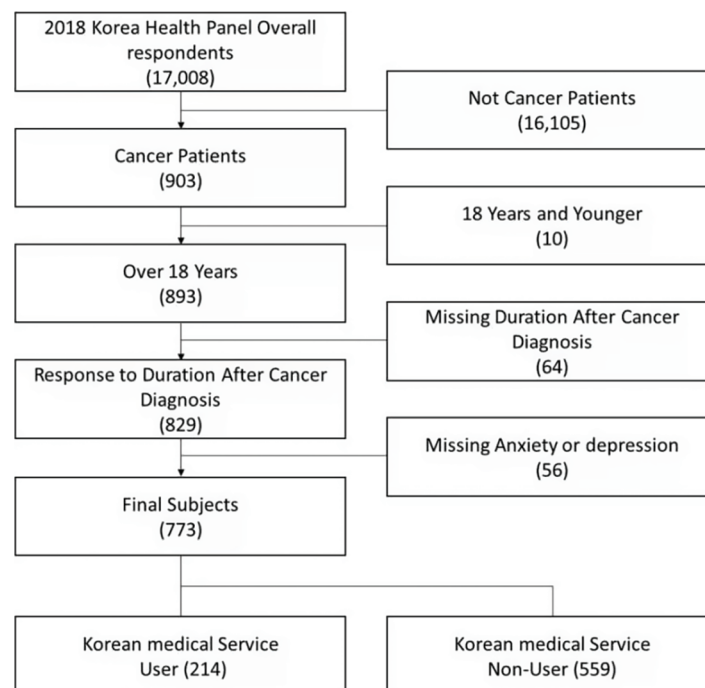 2018 Korea Health Panel Overall
respondents
(17,008)
Not Cancer Patients
(16,105)
Cancer Patients
(903)
18 Years and Younger
(10)
Over 18 Years
(893)
Missing Duration After Cancer
Diagnosis
(64)
Response to Duration After Cancer
Diagnosis
(829)
Missing Anxiety or depression
(56)
Final Subjects
(773)
Korean medical Service
User (214)
Korean medical Service
Non-User (559)